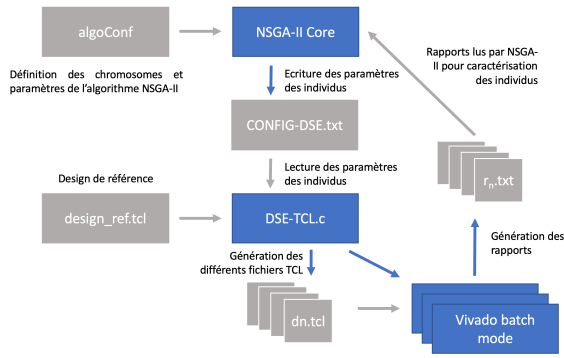 algoConf
NSGA-II Core
Rapports lus par NSGA-
II pour caractérisation
des individus
Définition des chromosomes et
paramètres de l'algorithme NSGA-II
Ecriture des paramètres
des individus
CONFIG-DSE.txt
Lecture des paramètres
des individus
Design de référence
rn.txt
design_ref.tcl
DSE-TCL.c
Génération des
rapports
Génération des
différents fichiers TCL
dn.tcl
Vivado batch
mode